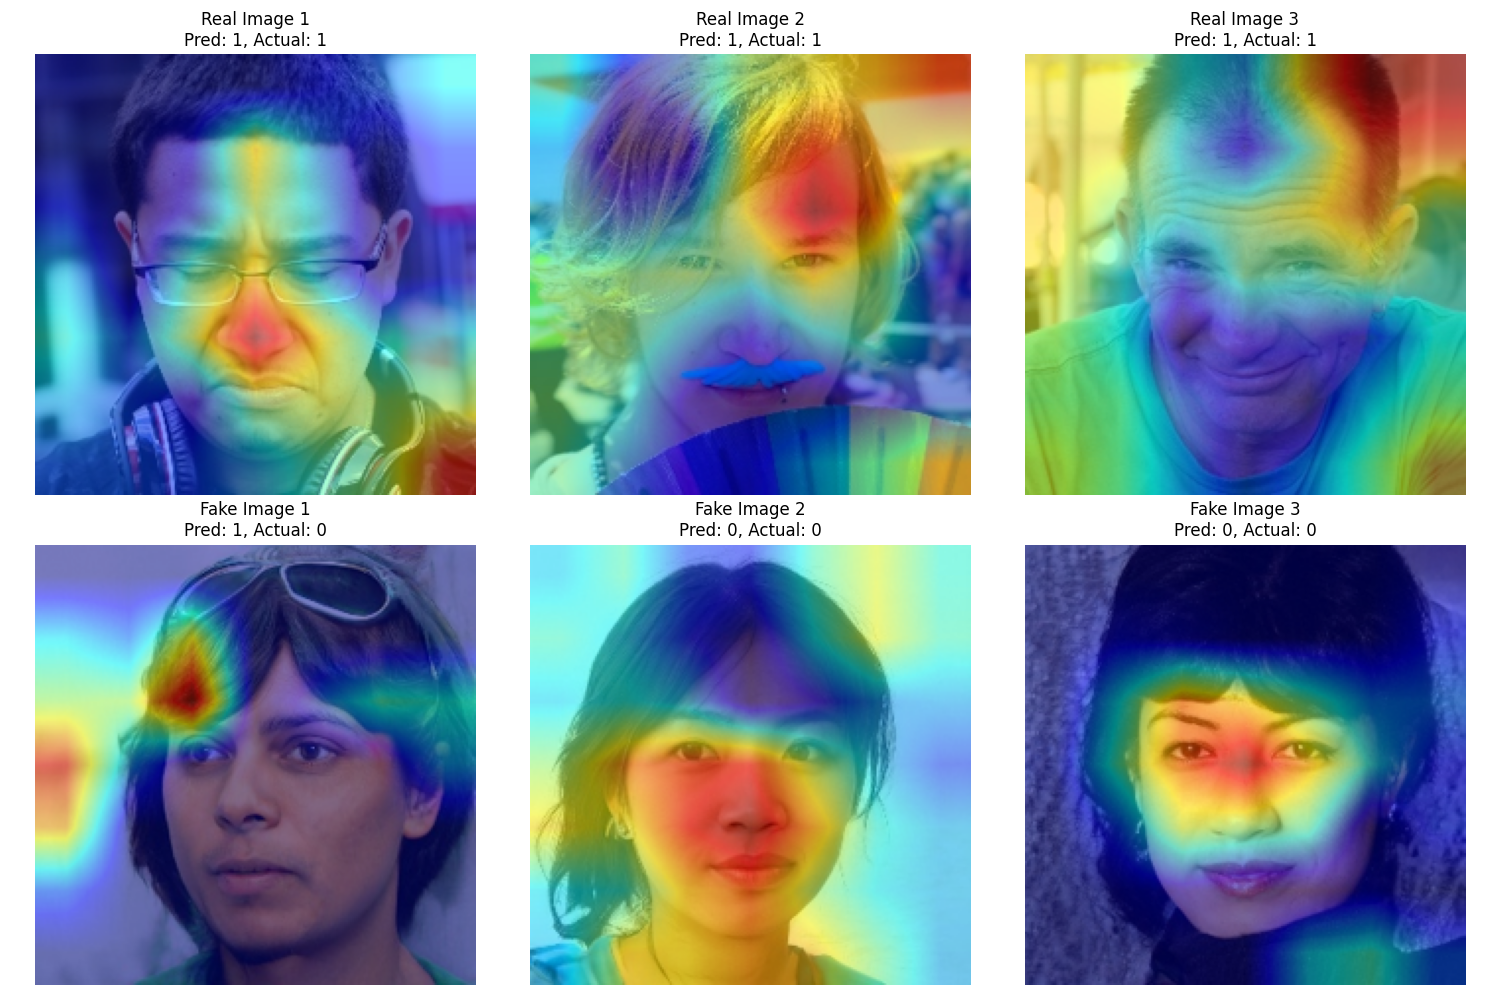 Real Image 1
Pred: 1, Actual: 1
Real Image 2
Pred: 1, Actual: 1
Real Image 3
Pred: 1, Actual: 1
Fake Image 1
Pred: 1, Actual: 0
Fake Image 2
Pred: 0, Actual: 0
Fake Image 3
Pred: 0, Actual: 0